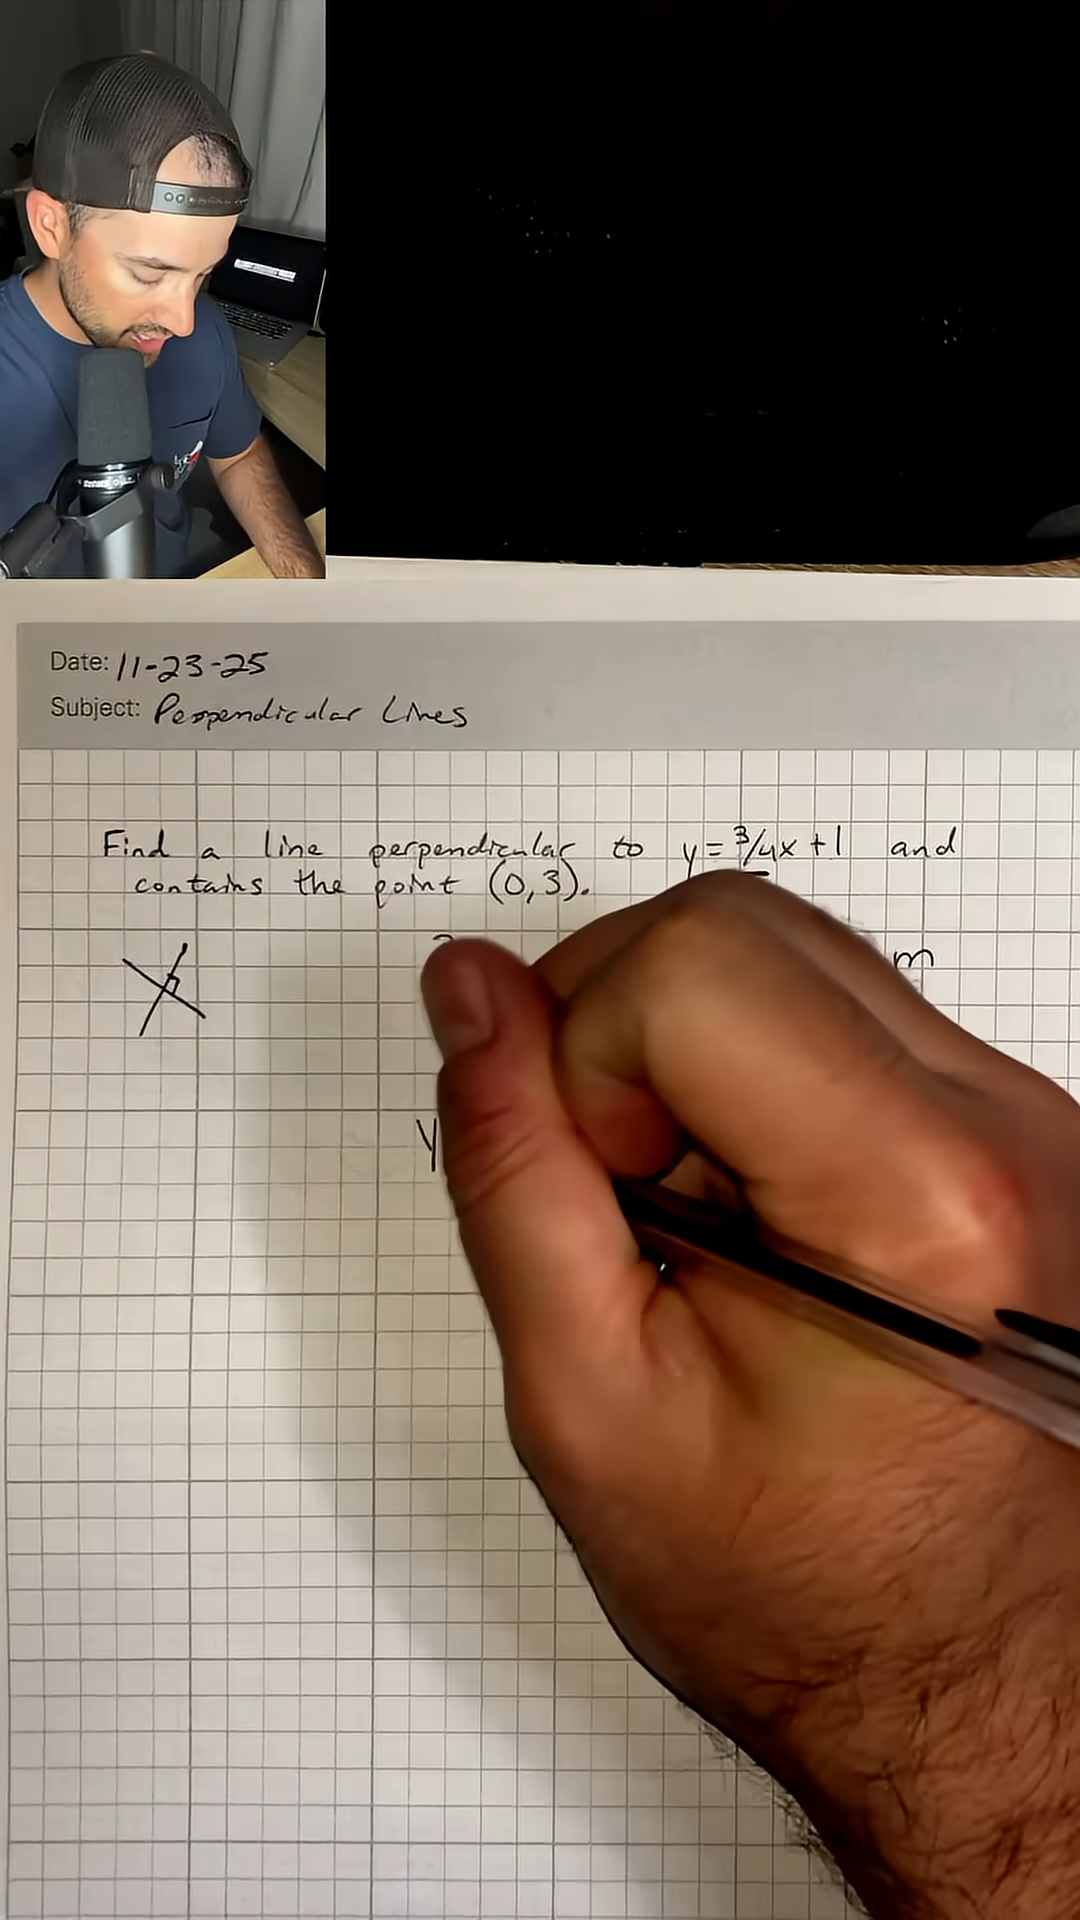 Date: 11-23-25
Subject: Perpendicular Lines
Find a line perpendicular to y = 3/4x + 1 and
contains the point (0,3).
m
y